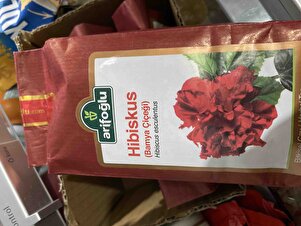 arifoğlu
Hibiskus
(Bamya Çiçeği)
Hibiscus esculentus